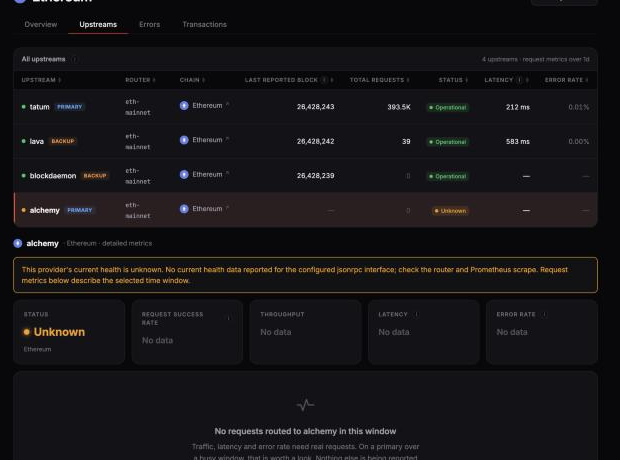 Ethereum
Overview Upstreams Errors Transactions
All upstreams 4 upstreams · request metrics over 1d
UPSTREAM ROUTER CHAIN LAST REPORTED BLOCK TOTAL REQUESTS STATUS LATENCY ERROR RATE
tatum PRIMARY eth-mainnet Ethereum 26,428,243 393.5K Operational 212 ms 0.01%
lava BACKUP eth-mainnet Ethereum 26,428,242 39 Operational 583 ms 0.00%
blockdaemon BACKUP eth-mainnet Ethereum 26,428,239 0 Operational — —
alchemy PRIMARY eth-mainnet Ethereum — 0 Unknown — —
alchemy · Ethereum · detailed metrics
This provider's current health is unknown. No current health data reported for the configured jsonrpc interface; check the router and Prometheus scrape. Request
metrics below describe the selected time window.
STATUS
Unknown
Ethereum
REQUEST SUCCESS
RATE
No data
THROUGHPUT
No data
LATENCY
No data
ERROR RATE
No data
No requests routed to alchemy in this window
Traffic, latency and error rate need real requests. On a primary over
a busy window, that is worth a look. Nothing else is being reported